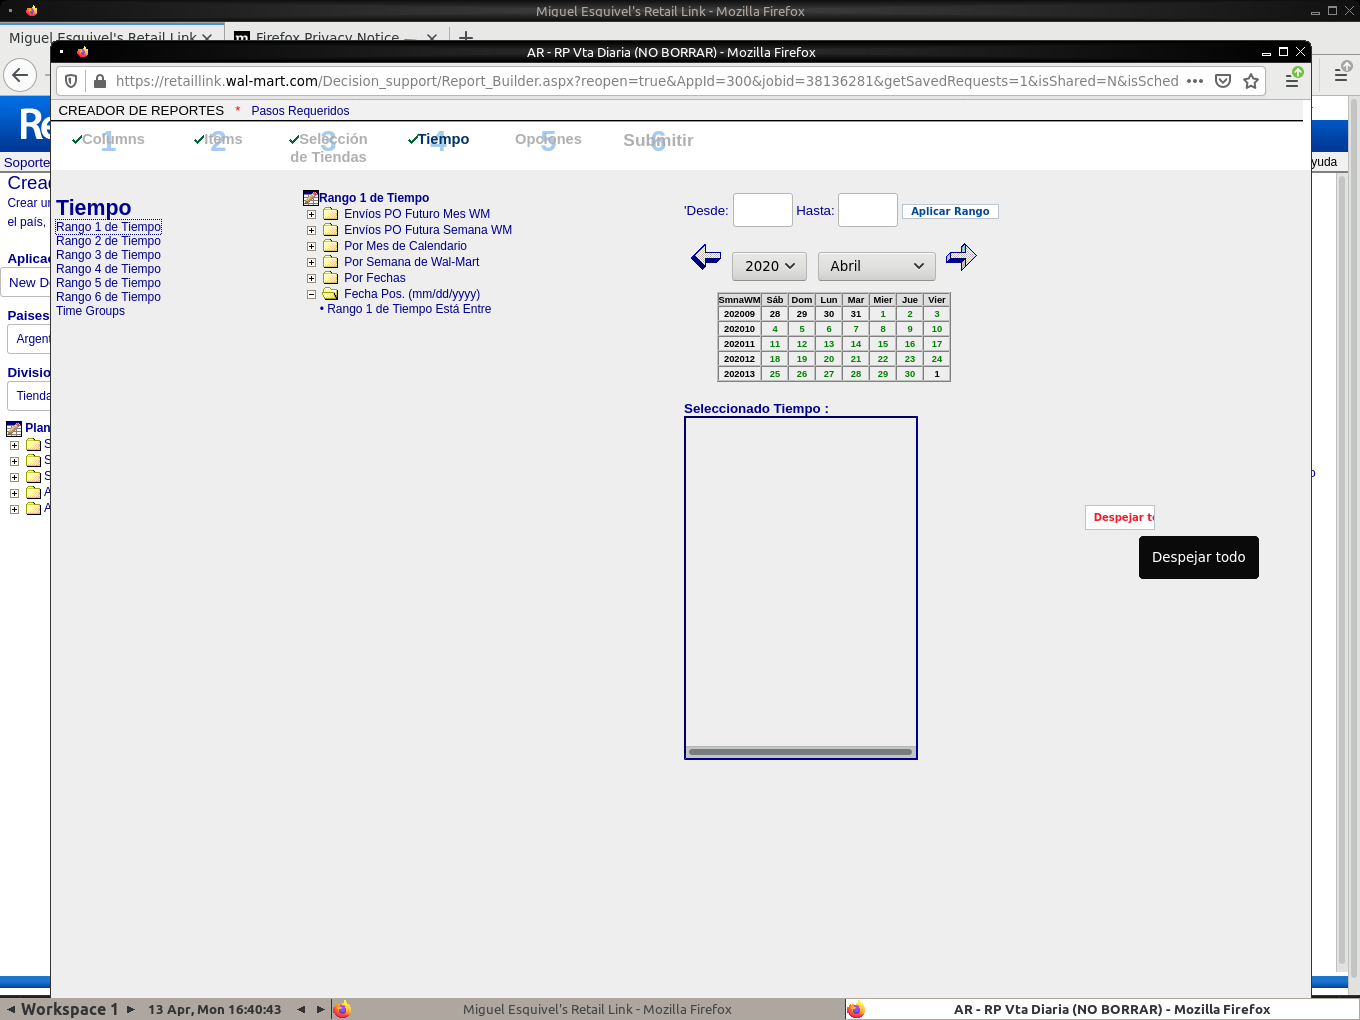 Miguel Esquivel's Retail Link - Mozilla Firefox
Miguel Esquivel's Retail Link
Firefox Privacy Notice —
AR - RP Vta Diaria (NO BORRAR) - Mozilla Firefox
https://retaillink.wal-mart.com/Decision_support/Report_Builder.aspx?reopen=true&AppId=300&jobid=38136281&getSavedRequests=1&isShared=N&isSched
CREADOR DE REPORTES * Pasos Requeridos
1 Columns
2 Items
3 Selección de Tiendas
4 Tiempo
5 Opciones
6 Submitir
Soporte
yuda
Crea
Crear un
el país,
Aplicac
New D
Paises
Argent
Divisio
Tienda
Plan
S
S
S
A
A
Tiempo
Rango 1 de Tiempo
Rango 2 de Tiempo
Rango 3 de Tiempo
Rango 4 de Tiempo
Rango 5 de Tiempo
Rango 6 de Tiempo
Time Groups
Rango 1 de Tiempo
Envíos PO Futuro Mes WM
Envíos PO Futura Semana WM
Por Mes de Calendario
Por Semana de Wal-Mart
Por Fechas
Fecha Pos. (mm/dd/yyyy)
• Rango 1 de Tiempo Está Entre
'Desde: Hasta: Aplicar Rango
2020 Abril
SmnaWM Sáb Dom Lun Mar Mier Jue Vier
202009 28 29 30 31 1 2 3
202010 4 5 6 7 8 9 10
202011 11 12 13 14 15 16 17
202012 18 19 20 21 22 23 24
202013 25 26 27 28 29 30 1
Seleccionado Tiempo :
Despejar to
Despejar todo
Workspace 1
13 Apr, Mon 16:40:43
Miguel Esquivel's Retail Link - Mozilla Firefox
AR - RP Vta Diaria (NO BORRAR) - Mozilla Firefox